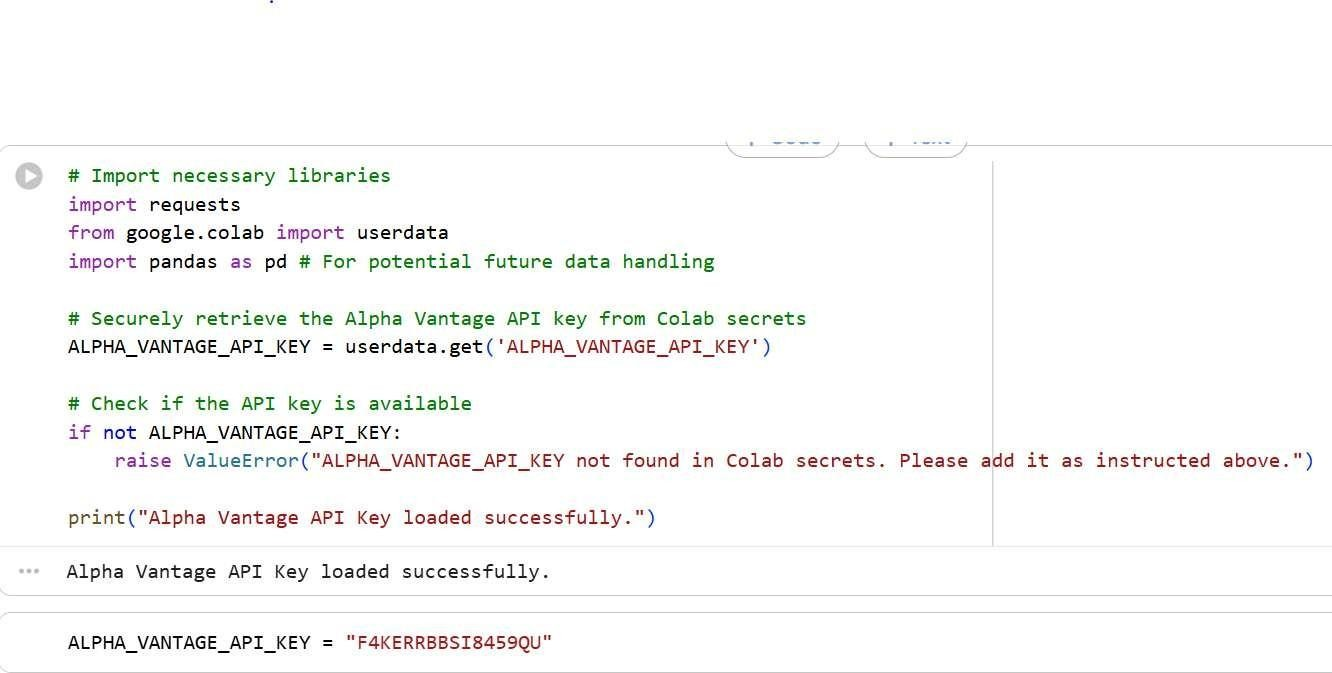 # Import necessary libraries
import requests
from google.colab import userdata
import pandas as pd # For potential future data handling
# Securely retrieve the Alpha Vantage API key from Colab secrets
ALPHA_VANTAGE_API_KEY = userdata.get('ALPHA_VANTAGE_API_KEY')
# Check if the API key is available
if not ALPHA_VANTAGE_API_KEY:
    raise ValueError("ALPHA_VANTAGE_API_KEY not found in Colab secrets. Please add it as instructed above.")
print("Alpha Vantage API Key loaded successfully.")
Alpha Vantage API Key loaded successfully.
ALPHA_VANTAGE_API_KEY = "F4KERRBBSI8459QU"